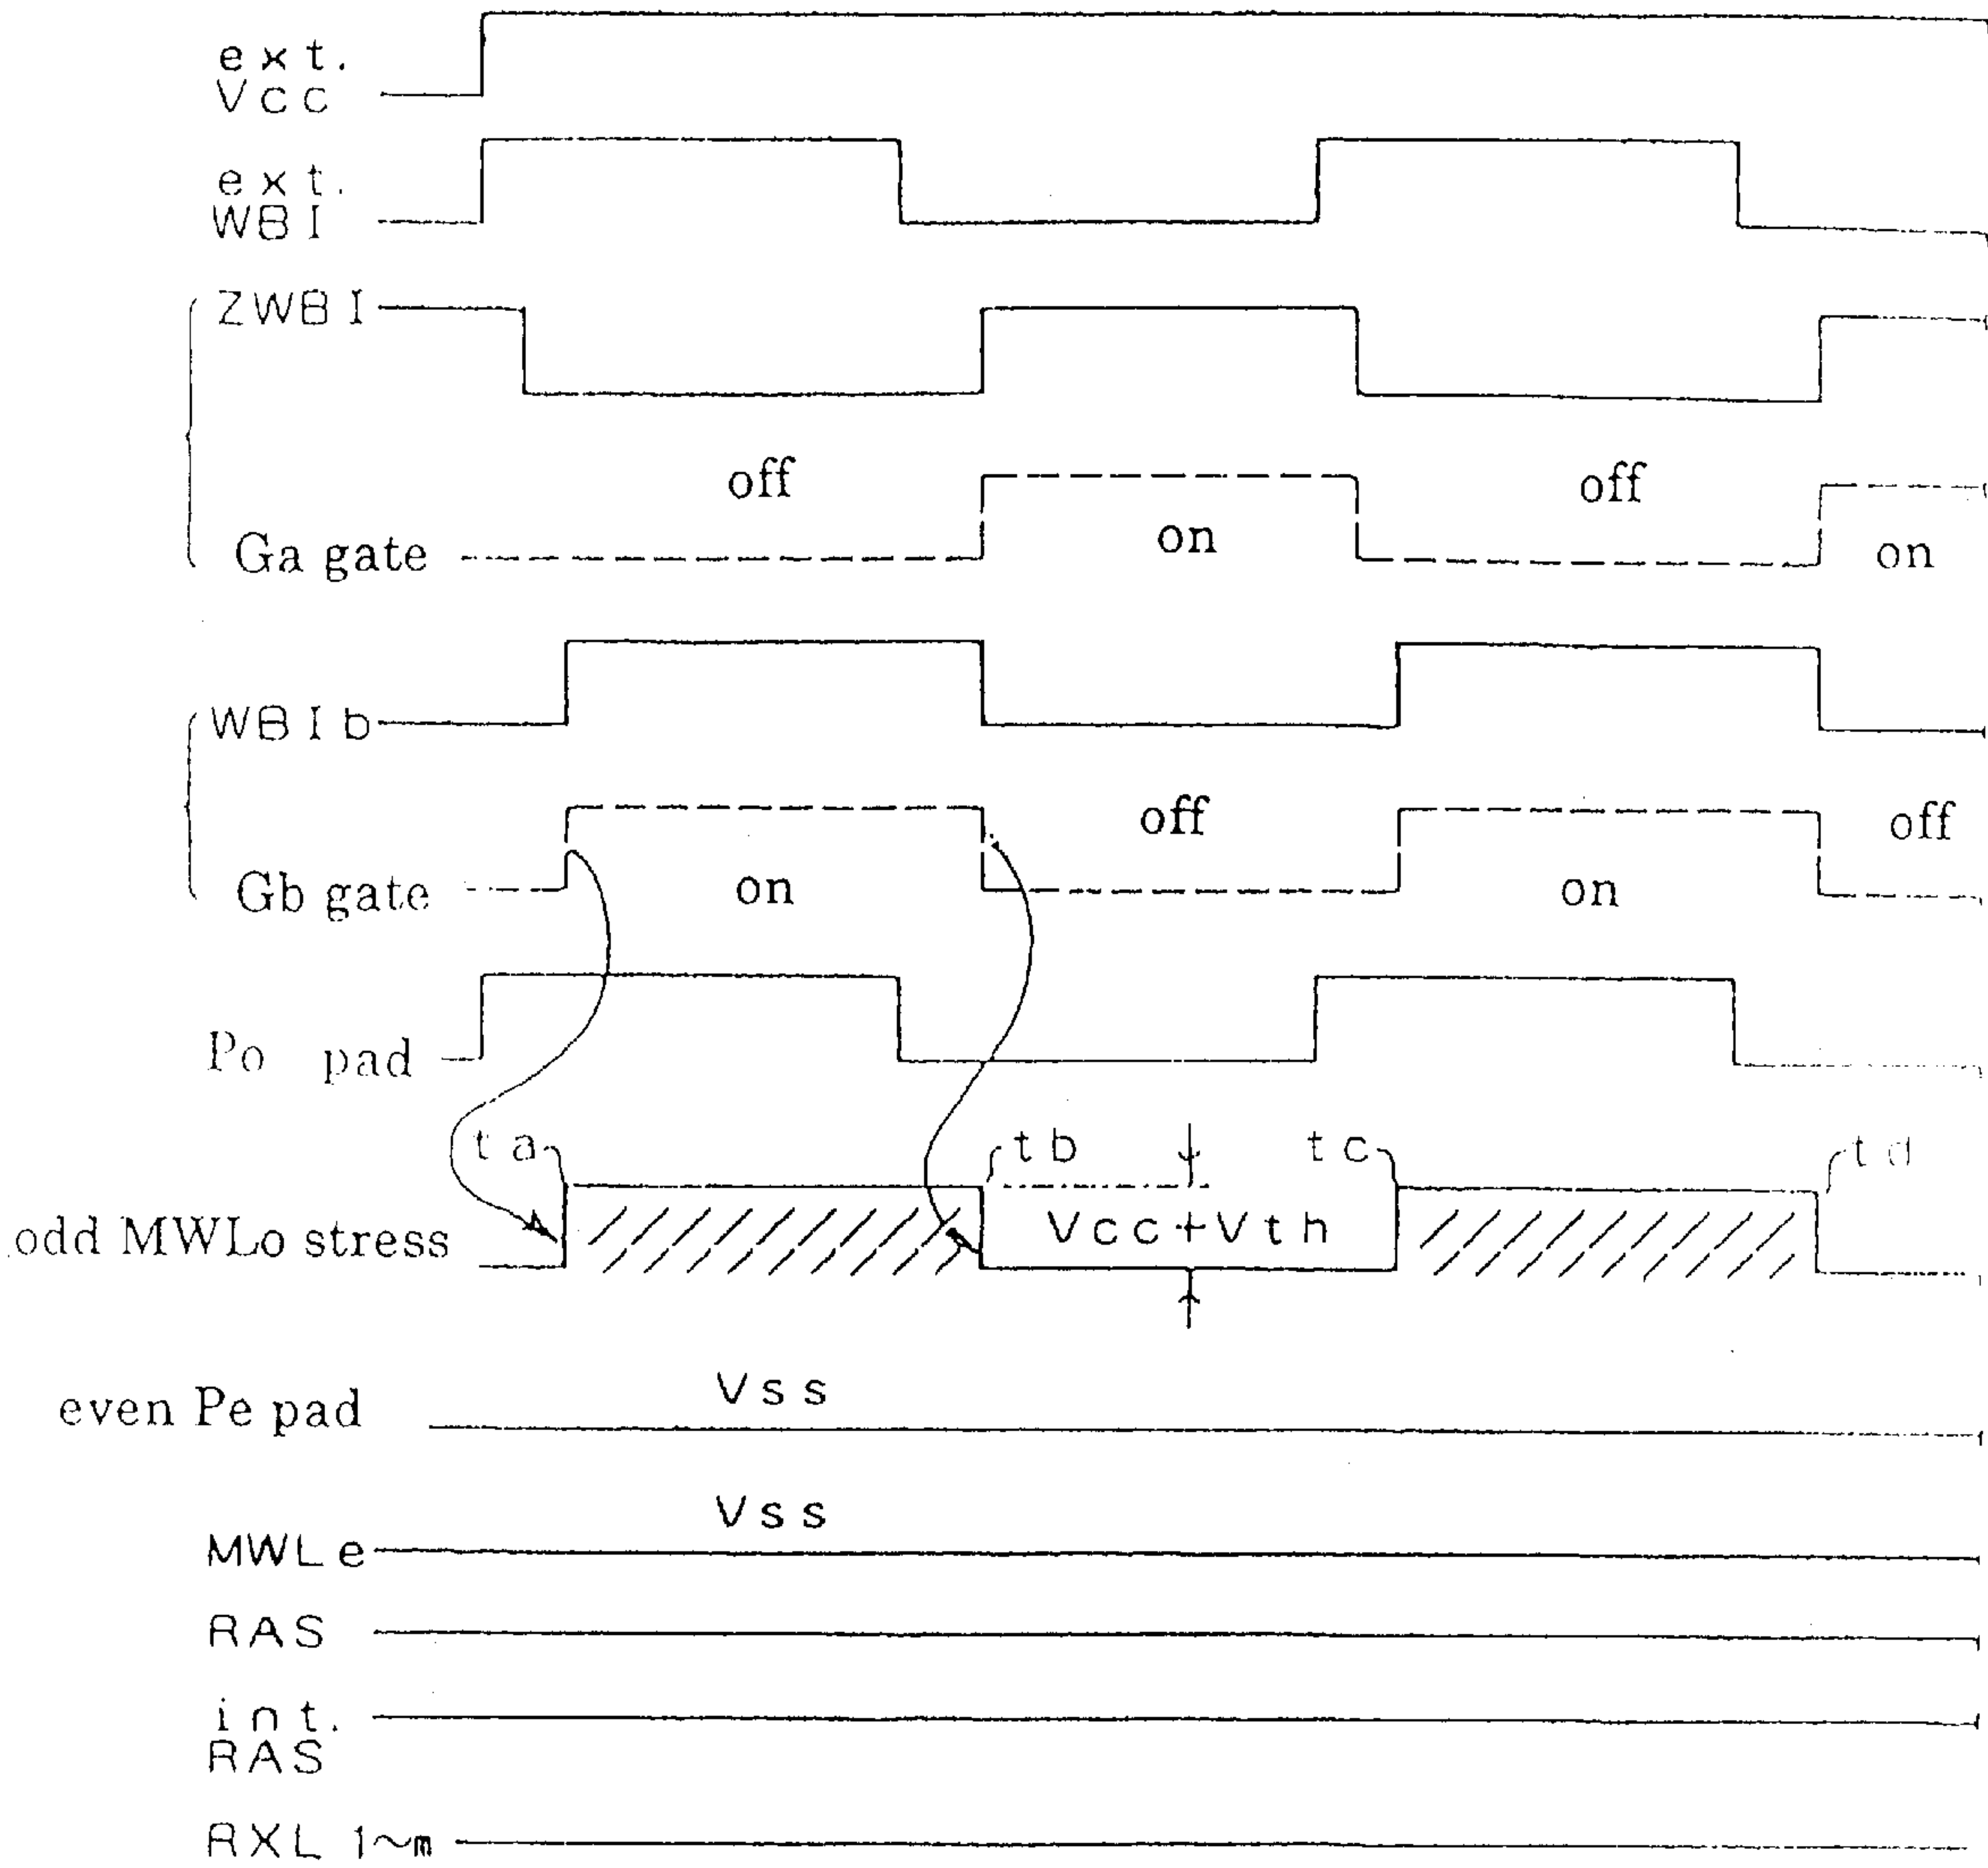 ext.
Vcc
ext.
WBI
ZWBI
off
off
Ga gate
on
on
WBIb
off
off
Gb gate
on
on
Po pad
ta
tb
tc
td
odd MWLo stress
Vcc+Vth
Vss
even Pe pad
Vss
MWLe
RAS
int.
RAS
RXL 1~m